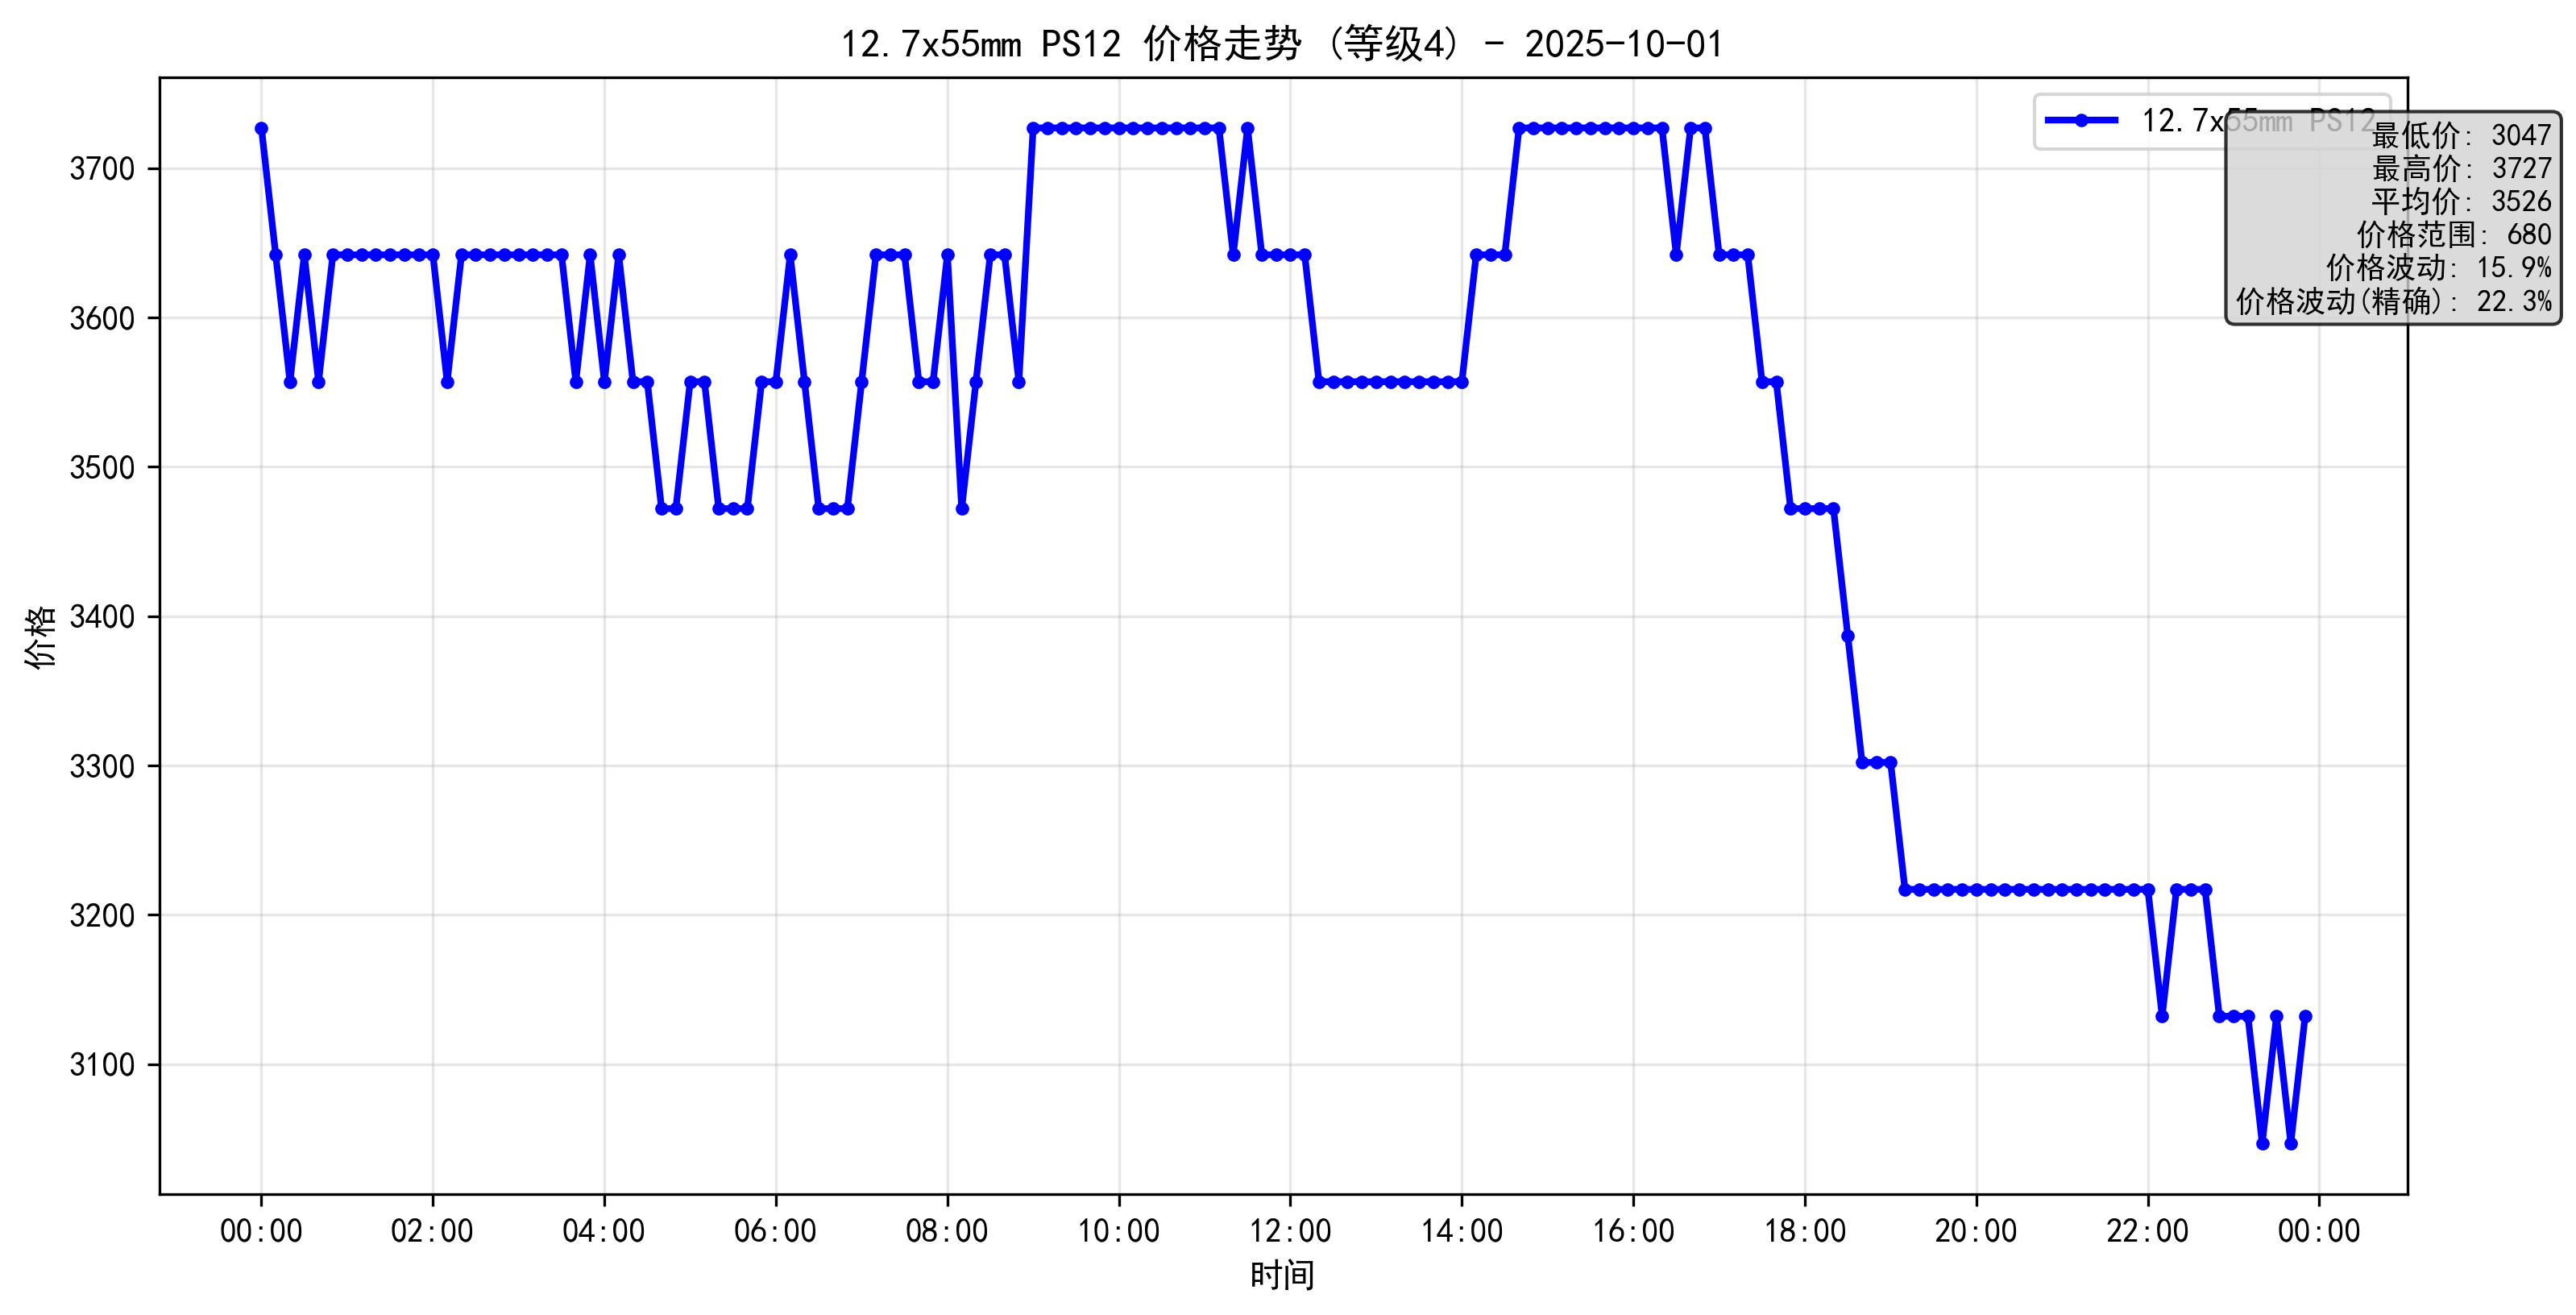 12.7x55mm PS12 价格走势 (等级4) - 2025-10-01
12.7x55mm PS12
最低价: 3047
最高价: 3727
平均价: 3526
价格范围: 680
价格波动: 15.9%
价格波动(精确): 22.3%
3700
3600
3500
3400
3300
3200
3100
价格
00:00 02:00 04:00 06:00 08:00 10:00 12:00 14:00 16:00 18:00 20:00 22:00 00:00
时间